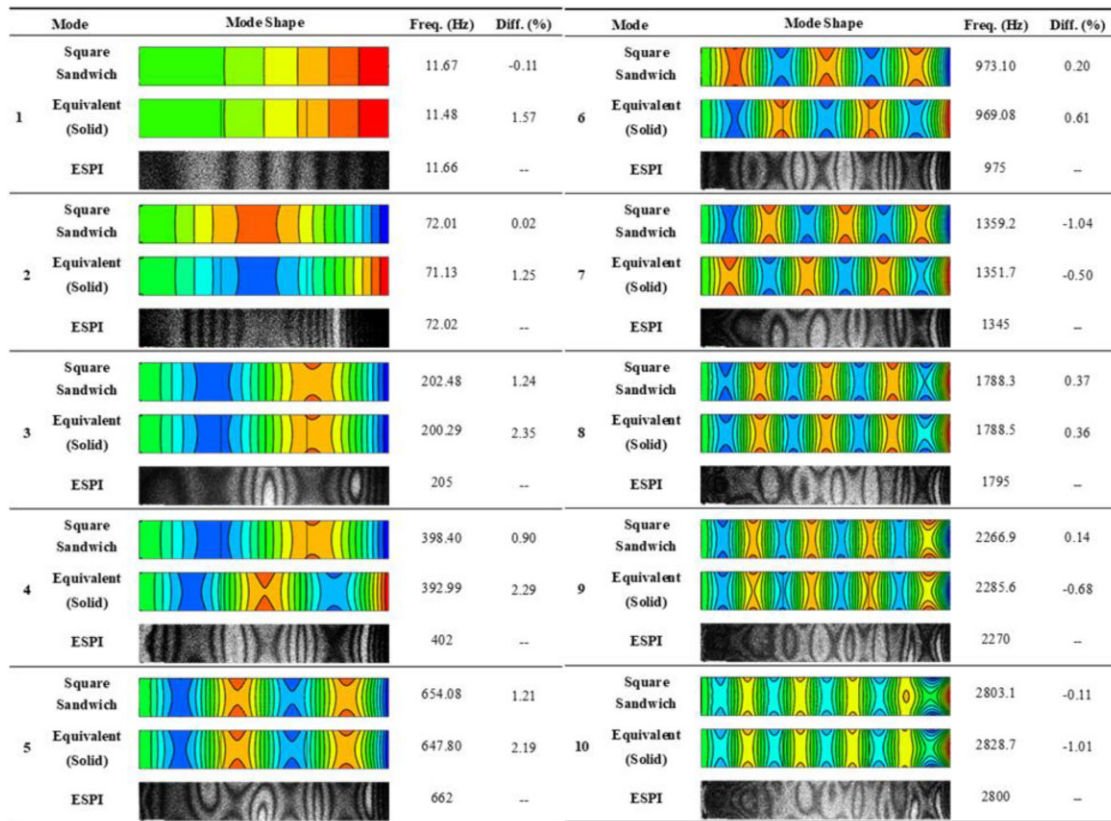 Mode Mode Shape Freq. (Hz) Diff. (%)
Square
Sandwich 11.67 -0.11
1 Equivalent
(Solid) 11.48 1.57
ESPI 11.66 --
Square
Sandwich 72.01 0.02
2 Equivalent
(Solid) 71.13 1.25
ESPI 72.02 --
Square
Sandwich 202.48 1.24
3 Equivalent
(Solid) 200.29 2.35
ESPI 205 --
Square
Sandwich 398.40 0.90
4 Equivalent
(Solid) 392.99 2.29
ESPI 402 --
Square
Sandwich 654.08 1.21
5 Equivalent
(Solid) 647.80 2.19
ESPI 662 --
Mode Mode Shape Freq. (Hz) Diff. (%)
Square
Sandwich 973.10 0.20
6 Equivalent
(Solid) 969.08 0.61
ESPI 975 --
Square
Sandwich 1359.2 -1.04
7 Equivalent
(Solid) 1351.7 -0.50
ESPI 1345 --
Square
Sandwich 1788.3 0.37
8 Equivalent
(Solid) 1788.5 0.36
ESPI 1795 --
Square
Sandwich 2266.9 0.14
9 Equivalent
(Solid) 2285.6 -0.68
ESPI 2270 --
Square
Sandwich 2803.1 -0.11
10 Equivalent
(Solid) 2828.7 -1.01
ESPI 2800 --